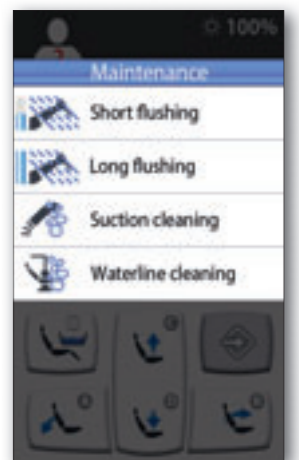 100%
Maintenance
Short flushing
Long flushing
Suction cleaning
Waterline cleaning